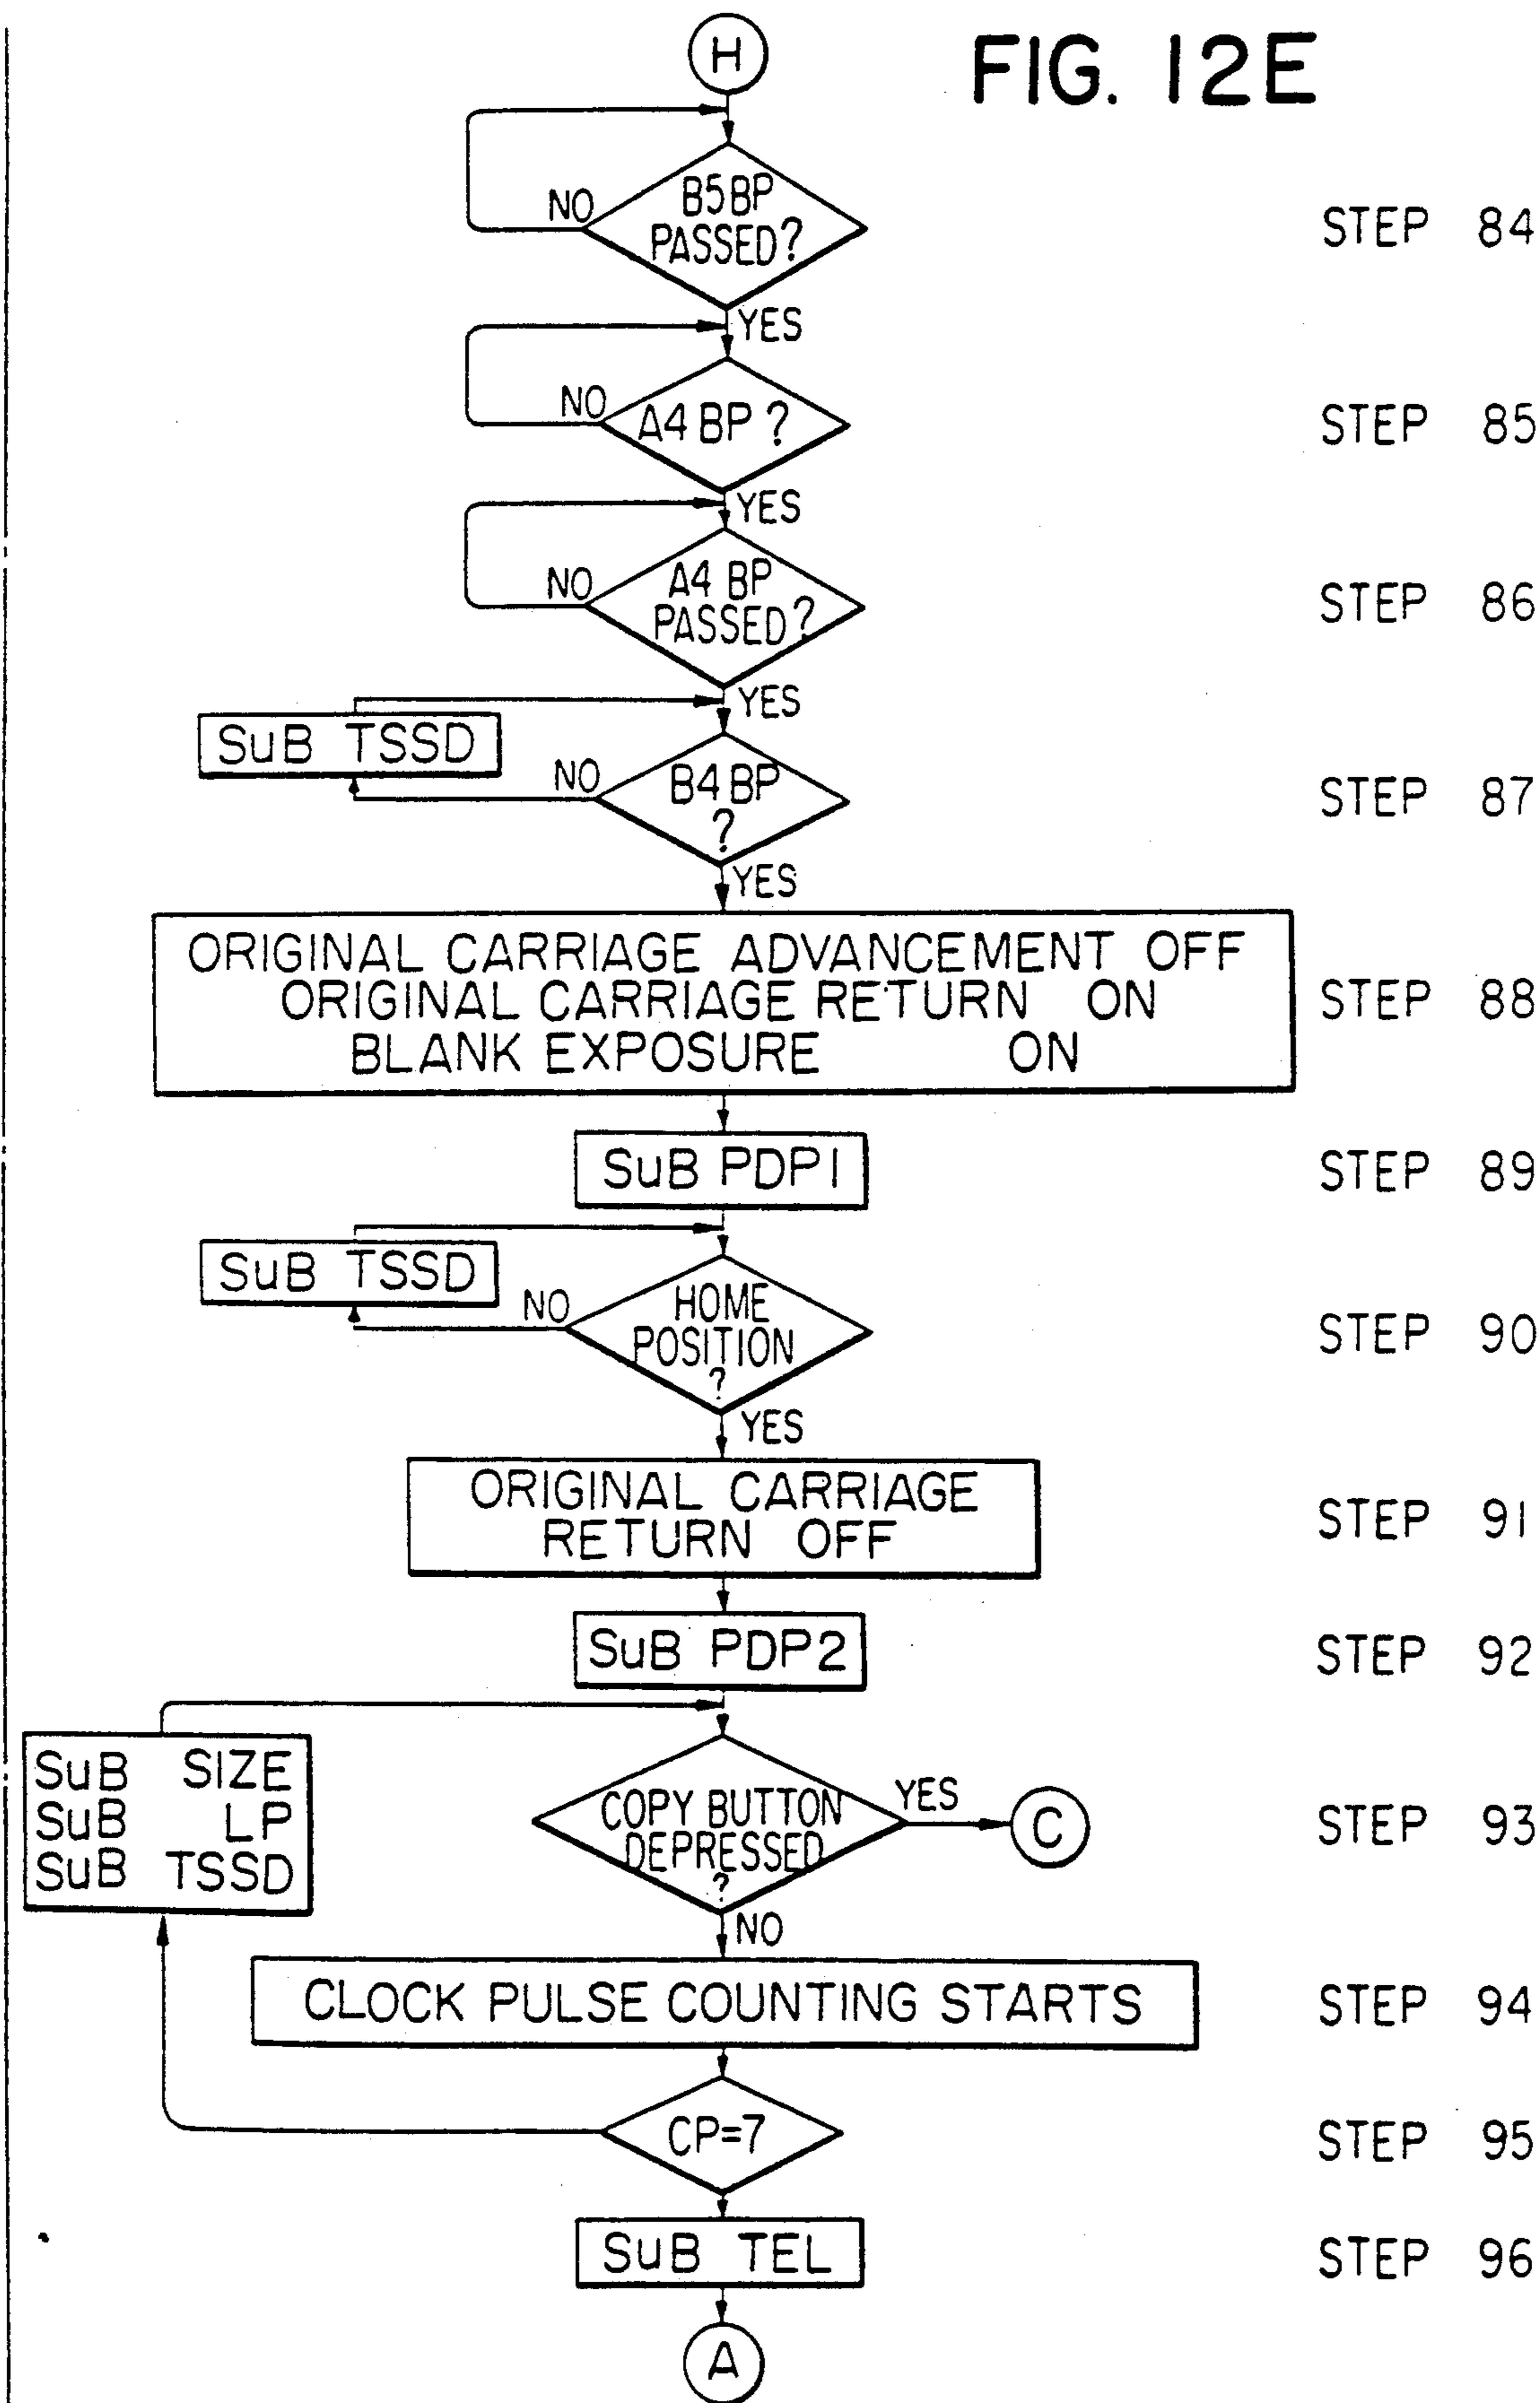 H
FIG. 12E
B5 BP
PASSED?
NO
STEP 84
YES
A4 BP ?
NO
STEP 85
YES
A4 BP
PASSED?
NO
STEP 86
YES
SuB TSSD
NO
B4 BP
?
STEP 87
YES
ORIGINAL CARRIAGE ADVANCEMENT OFF
ORIGINAL CARRIAGE RETURN ON
BLANK EXPOSURE ON
STEP 88
SuB PDP1
STEP 89
SuB TSSD
NO
HOME
POSITION
?
STEP 90
YES
ORIGINAL CARRIAGE
RETURN OFF
STEP 91
SuB PDP2
STEP 92
SuB SIZE
SuB LP
SuB TSSD
COPY BUTTON
DEPRESSED
?
YES
C
STEP 93
NO
CLOCK PULSE COUNTING STARTS
STEP 94
CP=7
STEP 95
SuB TEL
STEP 96
A